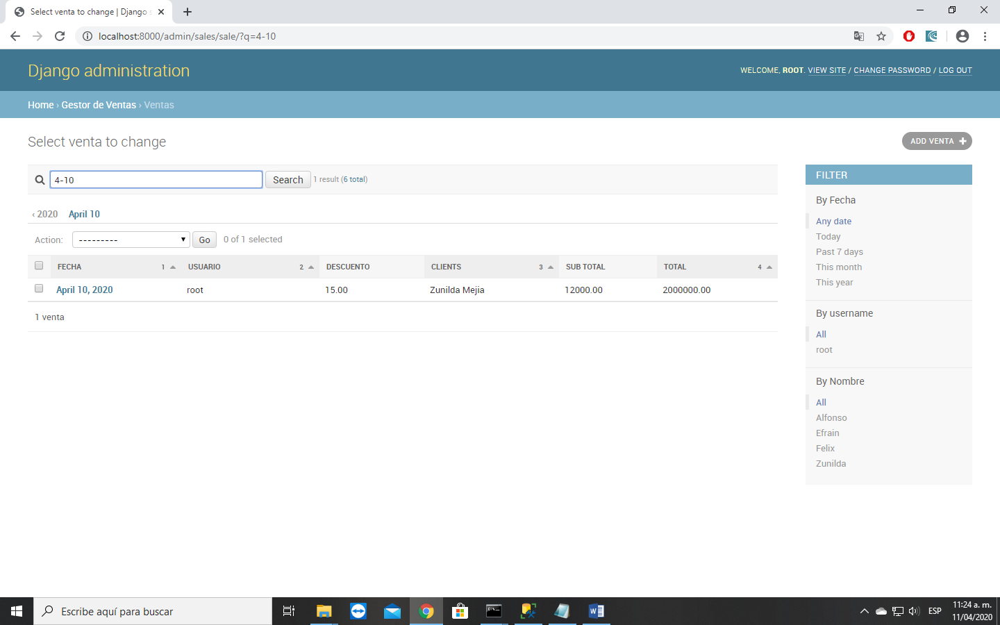 Select venta to change | Django s
localhost:8000/admin/sales/sale/?q=4-10
Django administration
WELCOME, ROOT. VIEW SITE / CHANGE PASSWORD / LOG OUT
Home › Gestor de Ventas › Ventas
Select venta to change
ADD VENTA +
4-10 Search 1 result (6 total)
‹ 2020 April 10
Action: --------- Go 0 of 1 selected
FECHA 1 USUARIO 2 DESCUENTO CLIENTS 3 SUB TOTAL TOTAL 4
April 10, 2020 root 15.00 Zunilda Mejia 12000.00 2000000.00
1 venta
FILTER
By Fecha
Any date
Today
Past 7 days
This month
This year
By username
All
root
By Nombre
All
Alfonso
Efrain
Felix
Zunilda
Escribe aquí para buscar
ESP
11:24 a. m.
11/04/2020